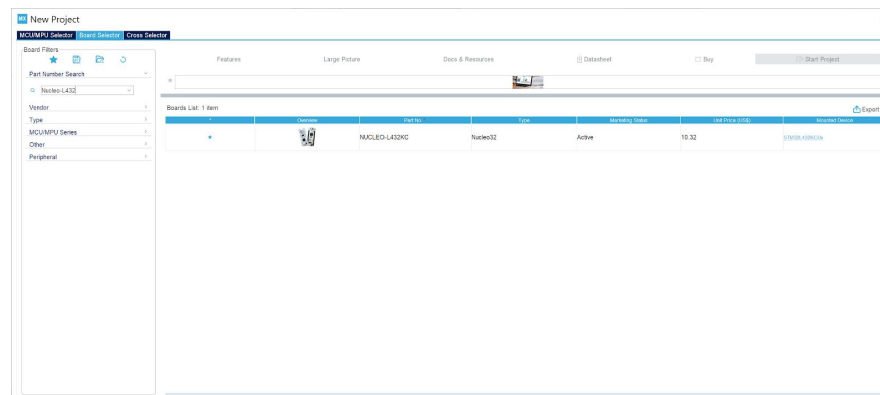 MX New Project
MCU/MPU Selector Board Selector Cross Selector
Board Filters
Part Number Search
Nucleo-L432
Vendor
Type
MCU/MPU Series
Other
Peripheral
Features Large Picture Docs & Resources Datasheet Buy Start Project
Boards List: 1 item
Export
* Overview Part No Type Marketing Status Unit Price (US$) Mounted Device
NUCLEO-L432KC Nucleo32 Active 10.32